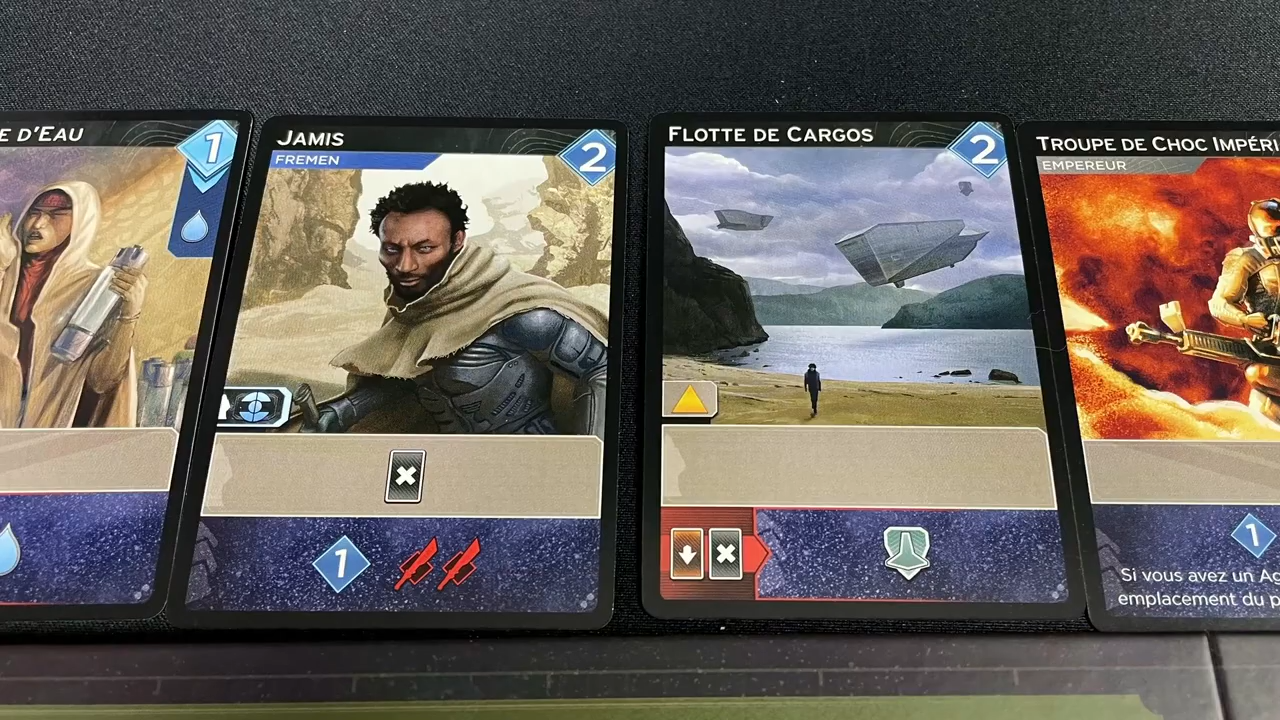 E D'EAU
1
JAMIS
FREMEN
2
1
FLOTTE DE CARGOS
2
TROUPE DE CHOC IMPÉRI
EMPEREUR
1
Si vous avez un Ac
emplacement du p